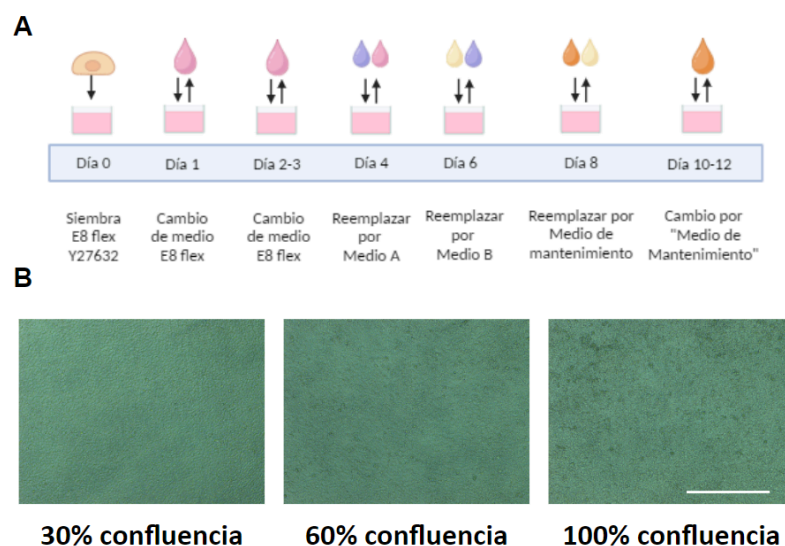 A
Día 0
Día 1
Día 2-3
Día 4
Día 6
Día 8
Día 10-12
Siembra
E8 flex
Y27632
Cambio
de medio
E8 flex
Cambio
de medio
E8 flex
Reemplazar
por
Medio A
Reemplazar
por
Medio B
Reemplazar por
Medio de
mantenimiento
Cambio por
"Medio de
Mantenimiento"
B
30% confluencia
60% confluencia
100% confluencia